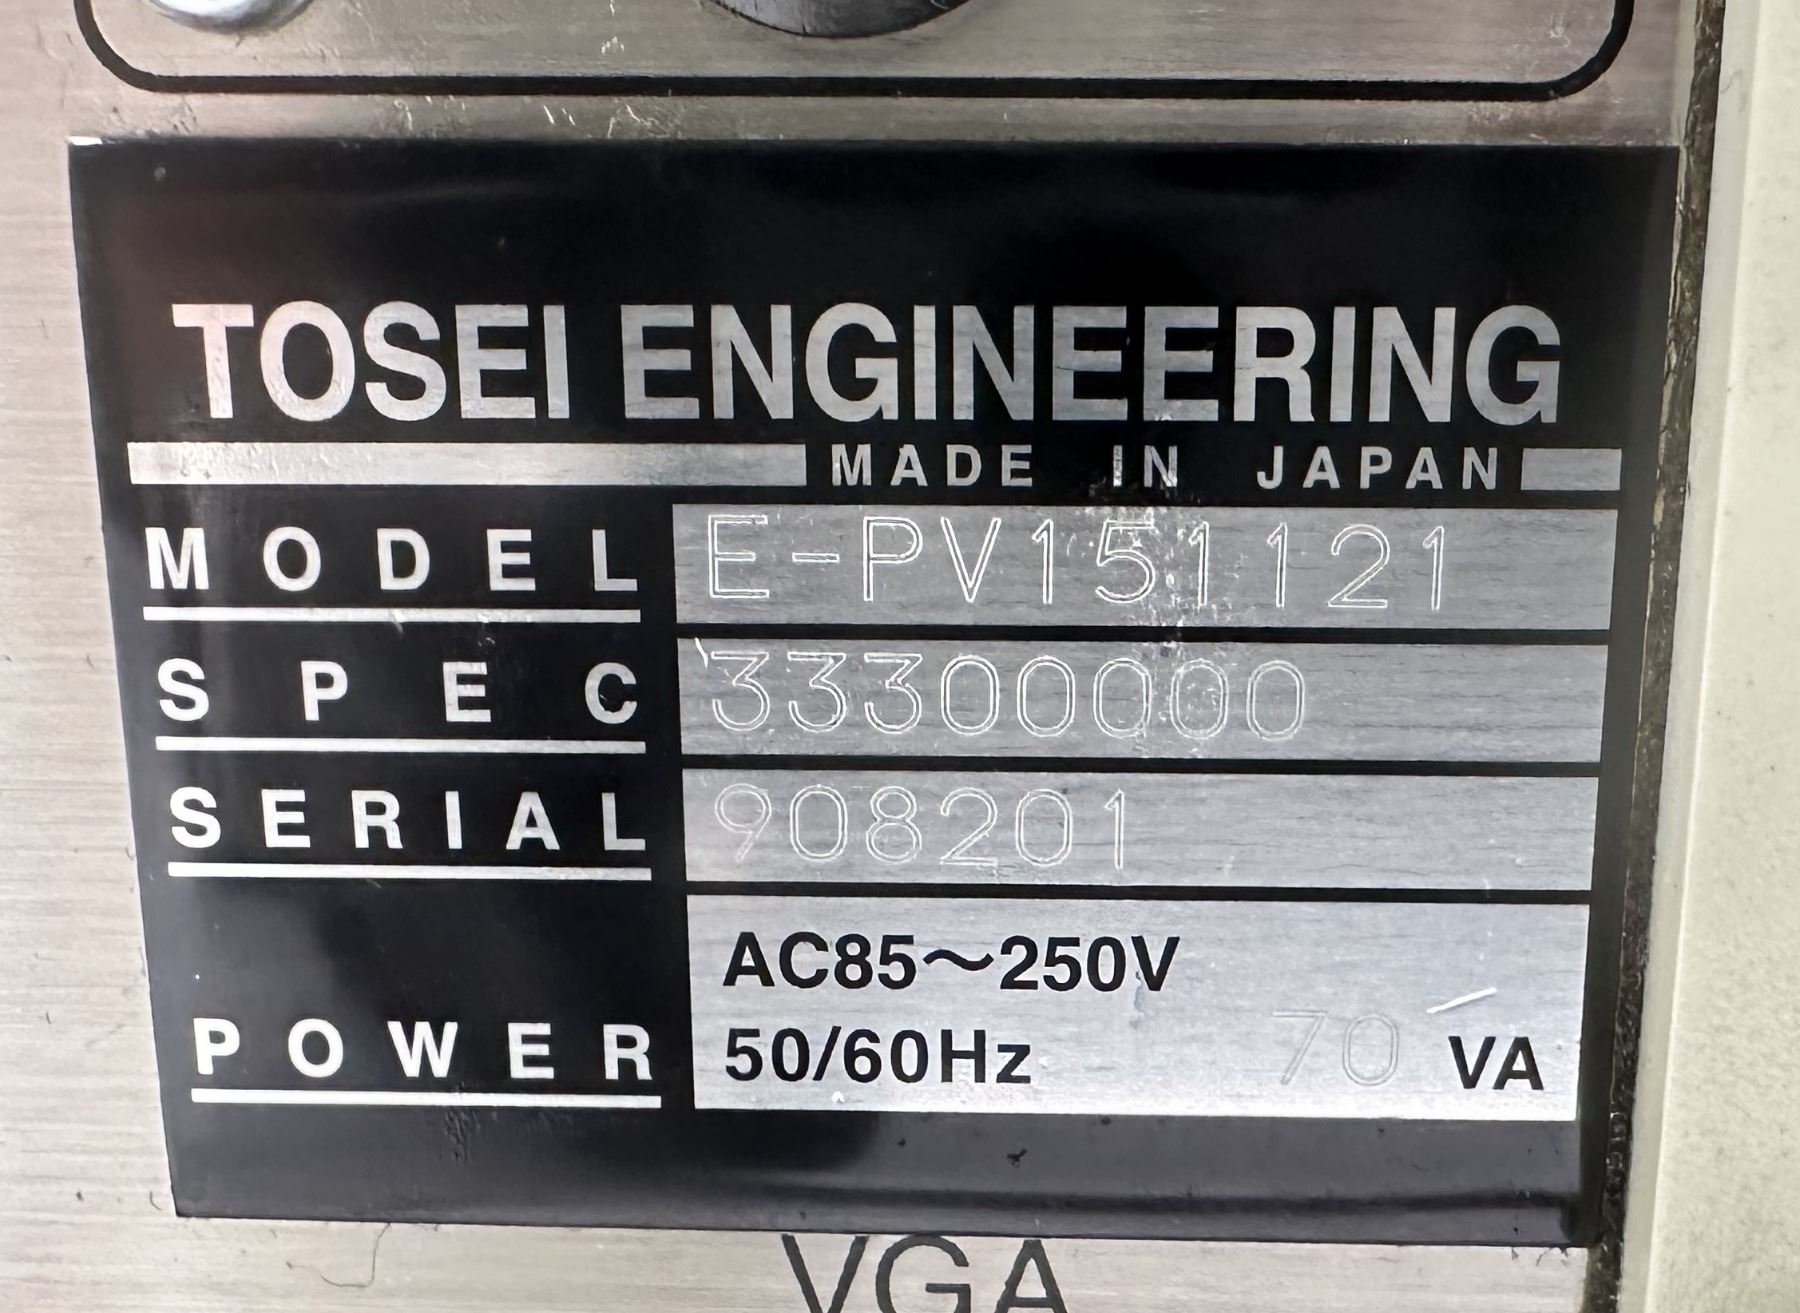 TOSEI ENGINEERING
MADE IN JAPAN
MODEL E-PV151121
SPEC 33300000
SERIAL 908201
AC85～250V
POWER 50/60Hz 70 VA
VGA